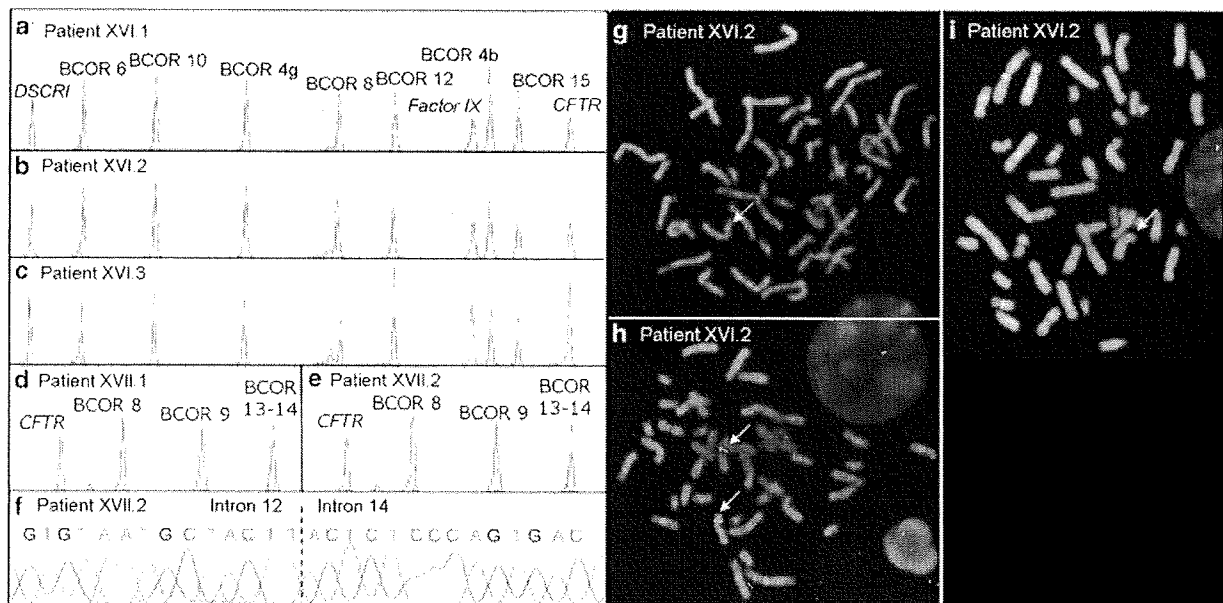 a Patient XVI.1
DSCRI BCOR 6 BCOR 10 BCOR 4g BCOR 8 BCOR 12 Factor IX BCOR 4b BCOR 15 CFTR
b Patient XVI.2
c Patient XVI.3
d Patient XVII.1
CFTR BCOR 8 BCOR 9 BCOR 13-14
e Patient XVII.2
CFTR BCOR 8 BCOR 9 BCOR 13-14
f Patient XVII.2 Intron 12 Intron 14
G T G T A A T G C T A C T T A C T C T C C C A G T G A C
g Patient XVI.2
h Patient XVI.2
i Patient XVI.2